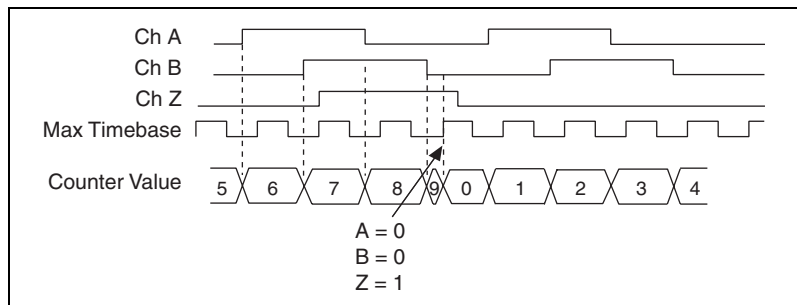 Ch A
Ch B
Ch Z
Max Timebase
Counter Value 5 6 7 8 9 0 1 2 3 4
A = 0
B = 0
Z = 1